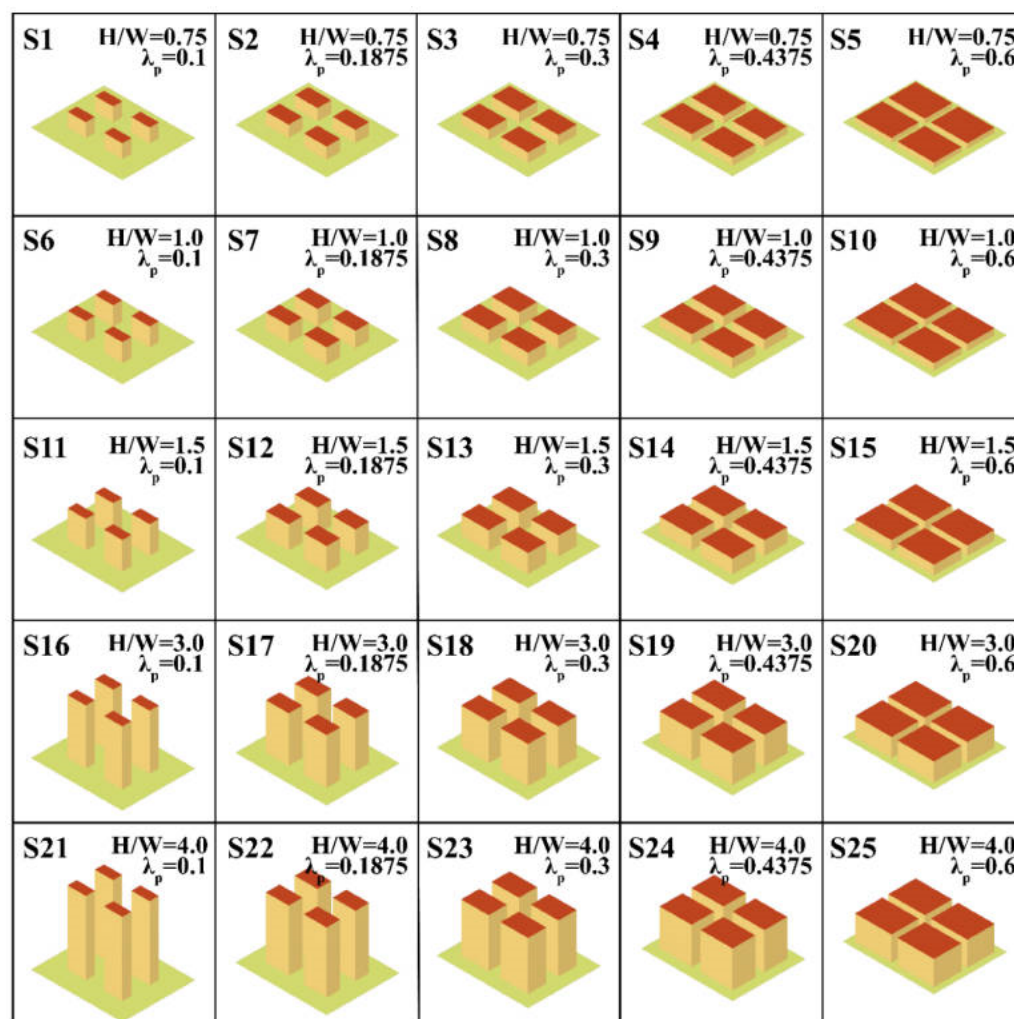 S1 H/W=0.75
λp=0.1
S2 H/W=0.75
λp=0.1875
S3 H/W=0.75
λp=0.3
S4 H/W=0.75
λp=0.4375
S5 H/W=0.75
λp=0.6
S6 H/W=1.0
λp=0.1
S7 H/W=1.0
λp=0.1875
S8 H/W=1.0
λp=0.3
S9 H/W=1.0
λp=0.4375
S10 H/W=1.0
λp=0.6
S11 H/W=1.5
λp=0.1
S12 H/W=1.5
λp=0.1875
S13 H/W=1.5
λp=0.3
S14 H/W=1.5
λp=0.4375
S15 H/W=1.5
λp=0.6
S16 H/W=3.0
λp=0.1
S17 H/W=3.0
λp=0.1875
S18 H/W=3.0
λp=0.3
S19 H/W=3.0
λp=0.4375
S20 H/W=3.0
λp=0.6
S21 H/W=4.0
λp=0.1
S22 H/W=4.0
λp=0.1875
S23 H/W=4.0
λp=0.3
S24 H/W=4.0
λp=0.4375
S25 H/W=4.0
λp=0.6